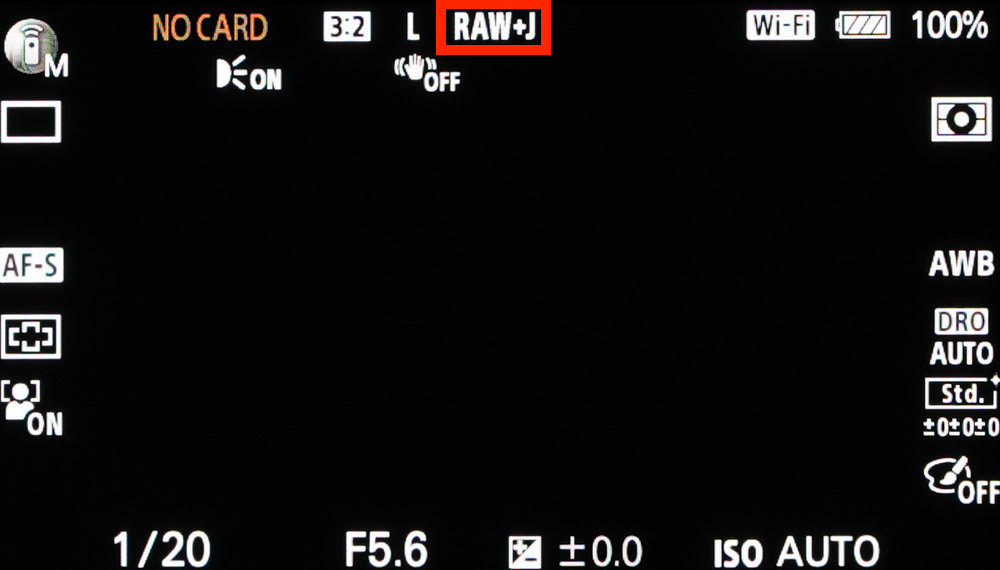 NO CARD 3:2 L RAW+J Wi-Fi 100%
M
ON OFF
AF-S AWB
DRO
AUTO
Std.
ON ±0±0±0
OFF
1/20 F5.6 ±0.0 ISO AUTO